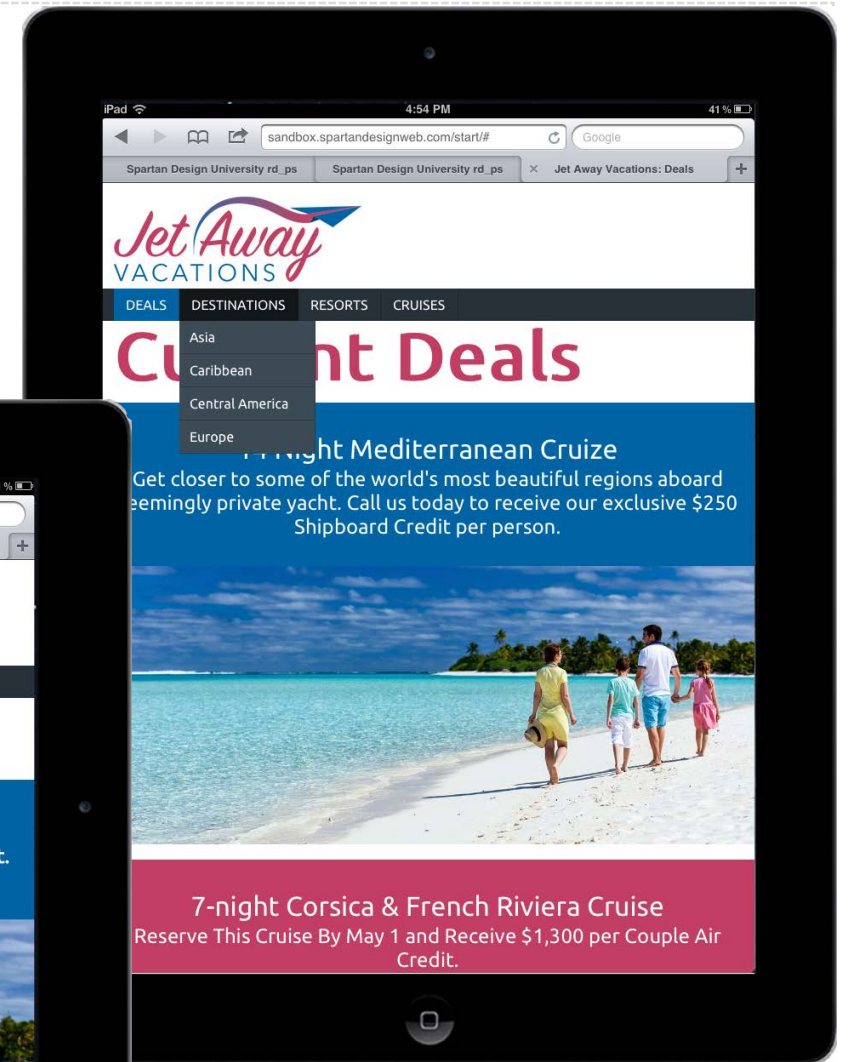 iPad 4:54 PM 41 %
sandbox.spartandesignweb.com/start/# Google
Spartan Design University rd_ps Spartan Design University rd_ps × Jet Away Vacations: Deals +
Jet Away
VACATIONS
DEALS DESTINATIONS RESORTS CRUISES
Asia
Caribbean
Central America
Europe
Deals
Mediterranean Cruize
Get closer to some of the world's most beautiful regions aboard
eemingly private yacht. Call us today to receive our exclusive $250
Shipboard Credit per person.
7-night Corsica & French Riviera Cruise
Reserve This Cruise By May 1 and Receive $1,300 per Couple Air
Credit.
%
+
t.